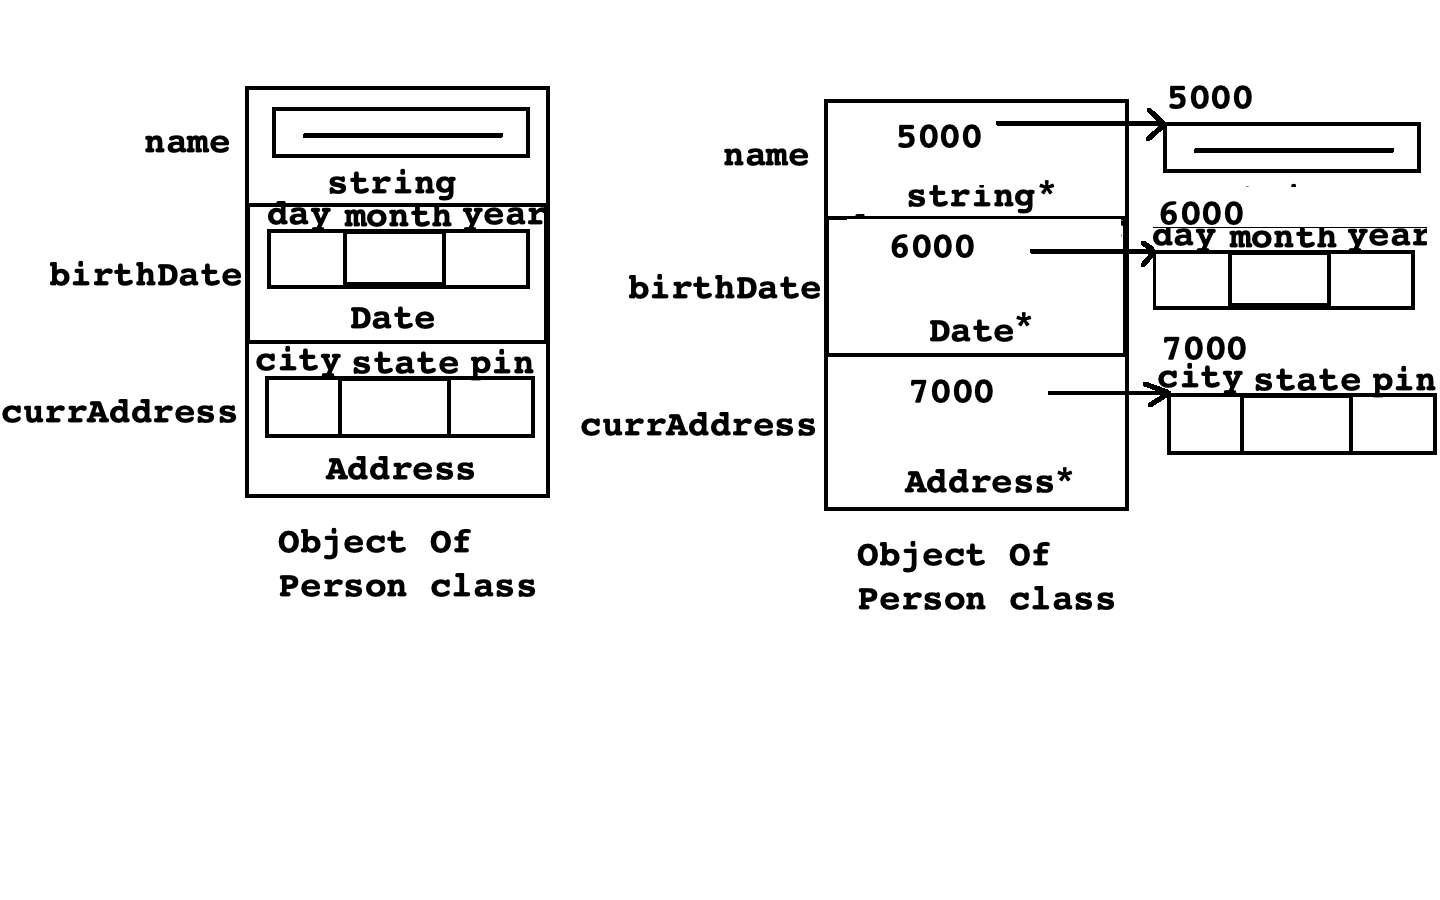 name
string
day month year
birthDate
Date
city state pin
currAddress
Address
Object Of
Person class
5000
5000
name
string*
6000
6000
day month year
birthDate
Date*
7000
7000
city state pin
currAddress
Address*
Object Of
Person class